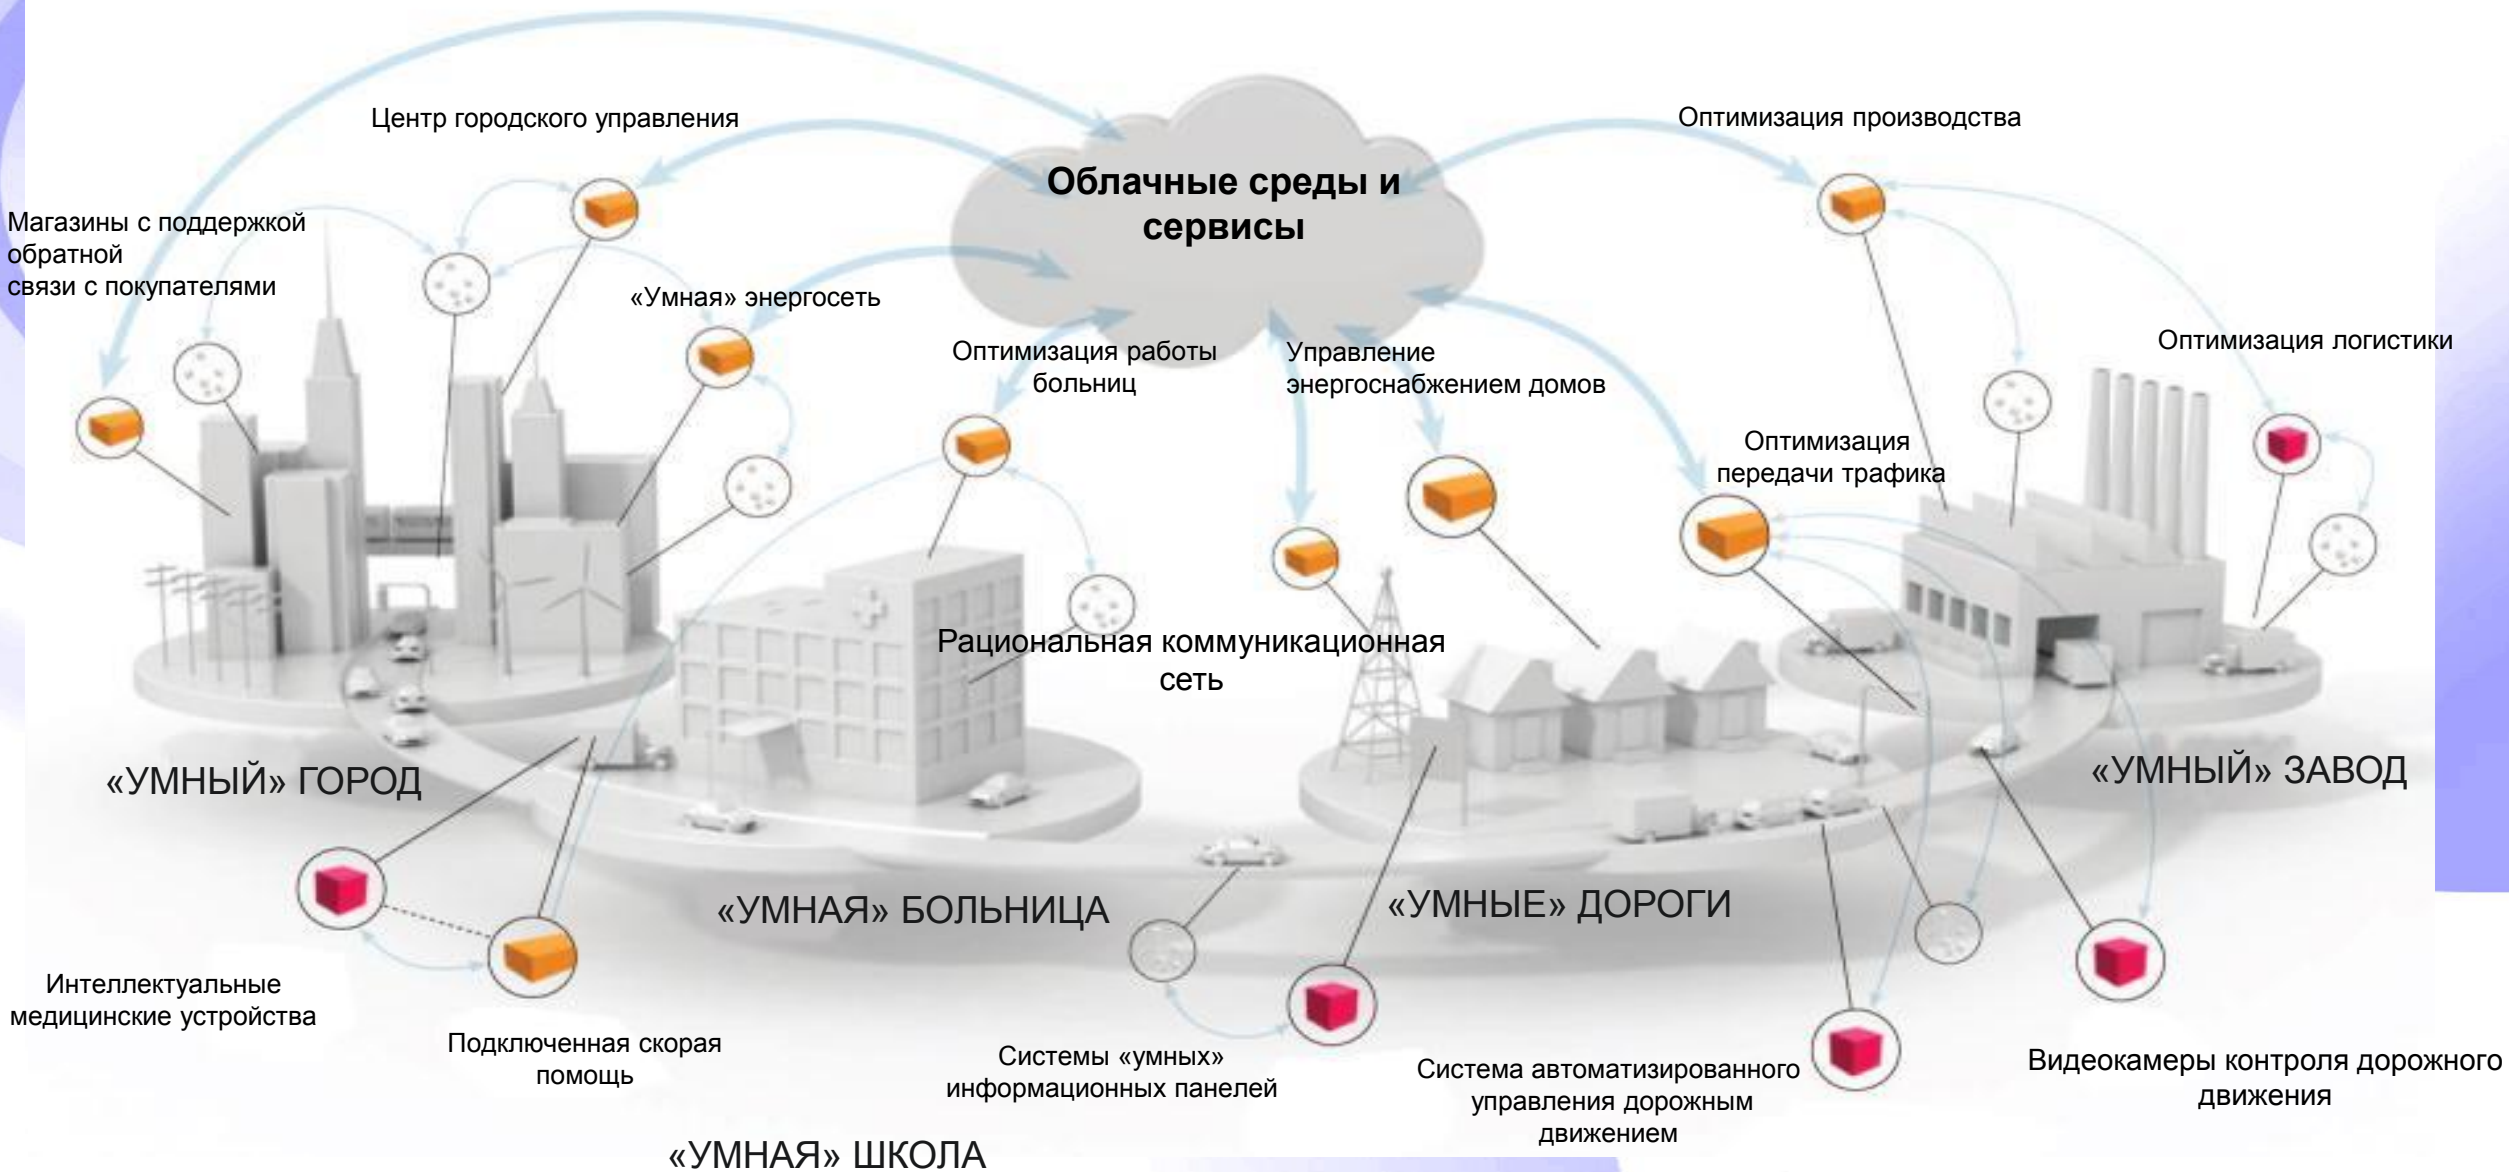 Центр городского управления
Оптимизация производства
Облачные среды и
сервисы
Магазины с поддержкой
обратной
связи с покупателями
«Умная» энергосеть
Оптимизация работы
больниц
Управление
энергоснабжением домов
Оптимизация логистики
Оптимизация
передачи трафика
Рациональная коммуникационная
сеть
«УМНЫЙ» ГОРОД
«УМНЫЙ» ЗАВОД
«УМНАЯ» БОЛЬНИЦА
«УМНЫЕ» ДОРОГИ
Интеллектуальные
медицинские устройства
Подключенная скорая
помощь
Системы «умных»
информационных панелей
Система автоматизированного
управления дорожным
движением
Видеокамеры контроля дорожного
движения
«УМНАЯ» ШКОЛА